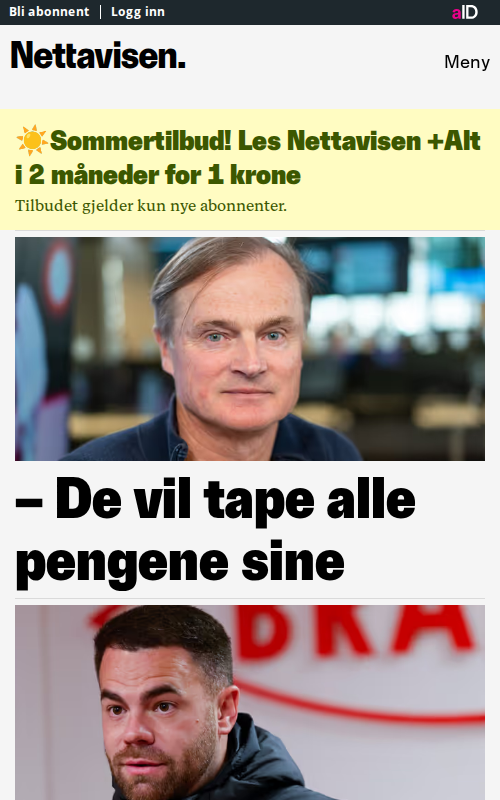 Bli abonnent
Logg inn
aID
Nettavisen.
Meny
☀️Sommertilbud! Les Nettavisen +Alt
i 2 måneder for 1 krone
Tilbudet gjelder kun nye abonnenter.
– De vil tape alle
pengene sine
BRA